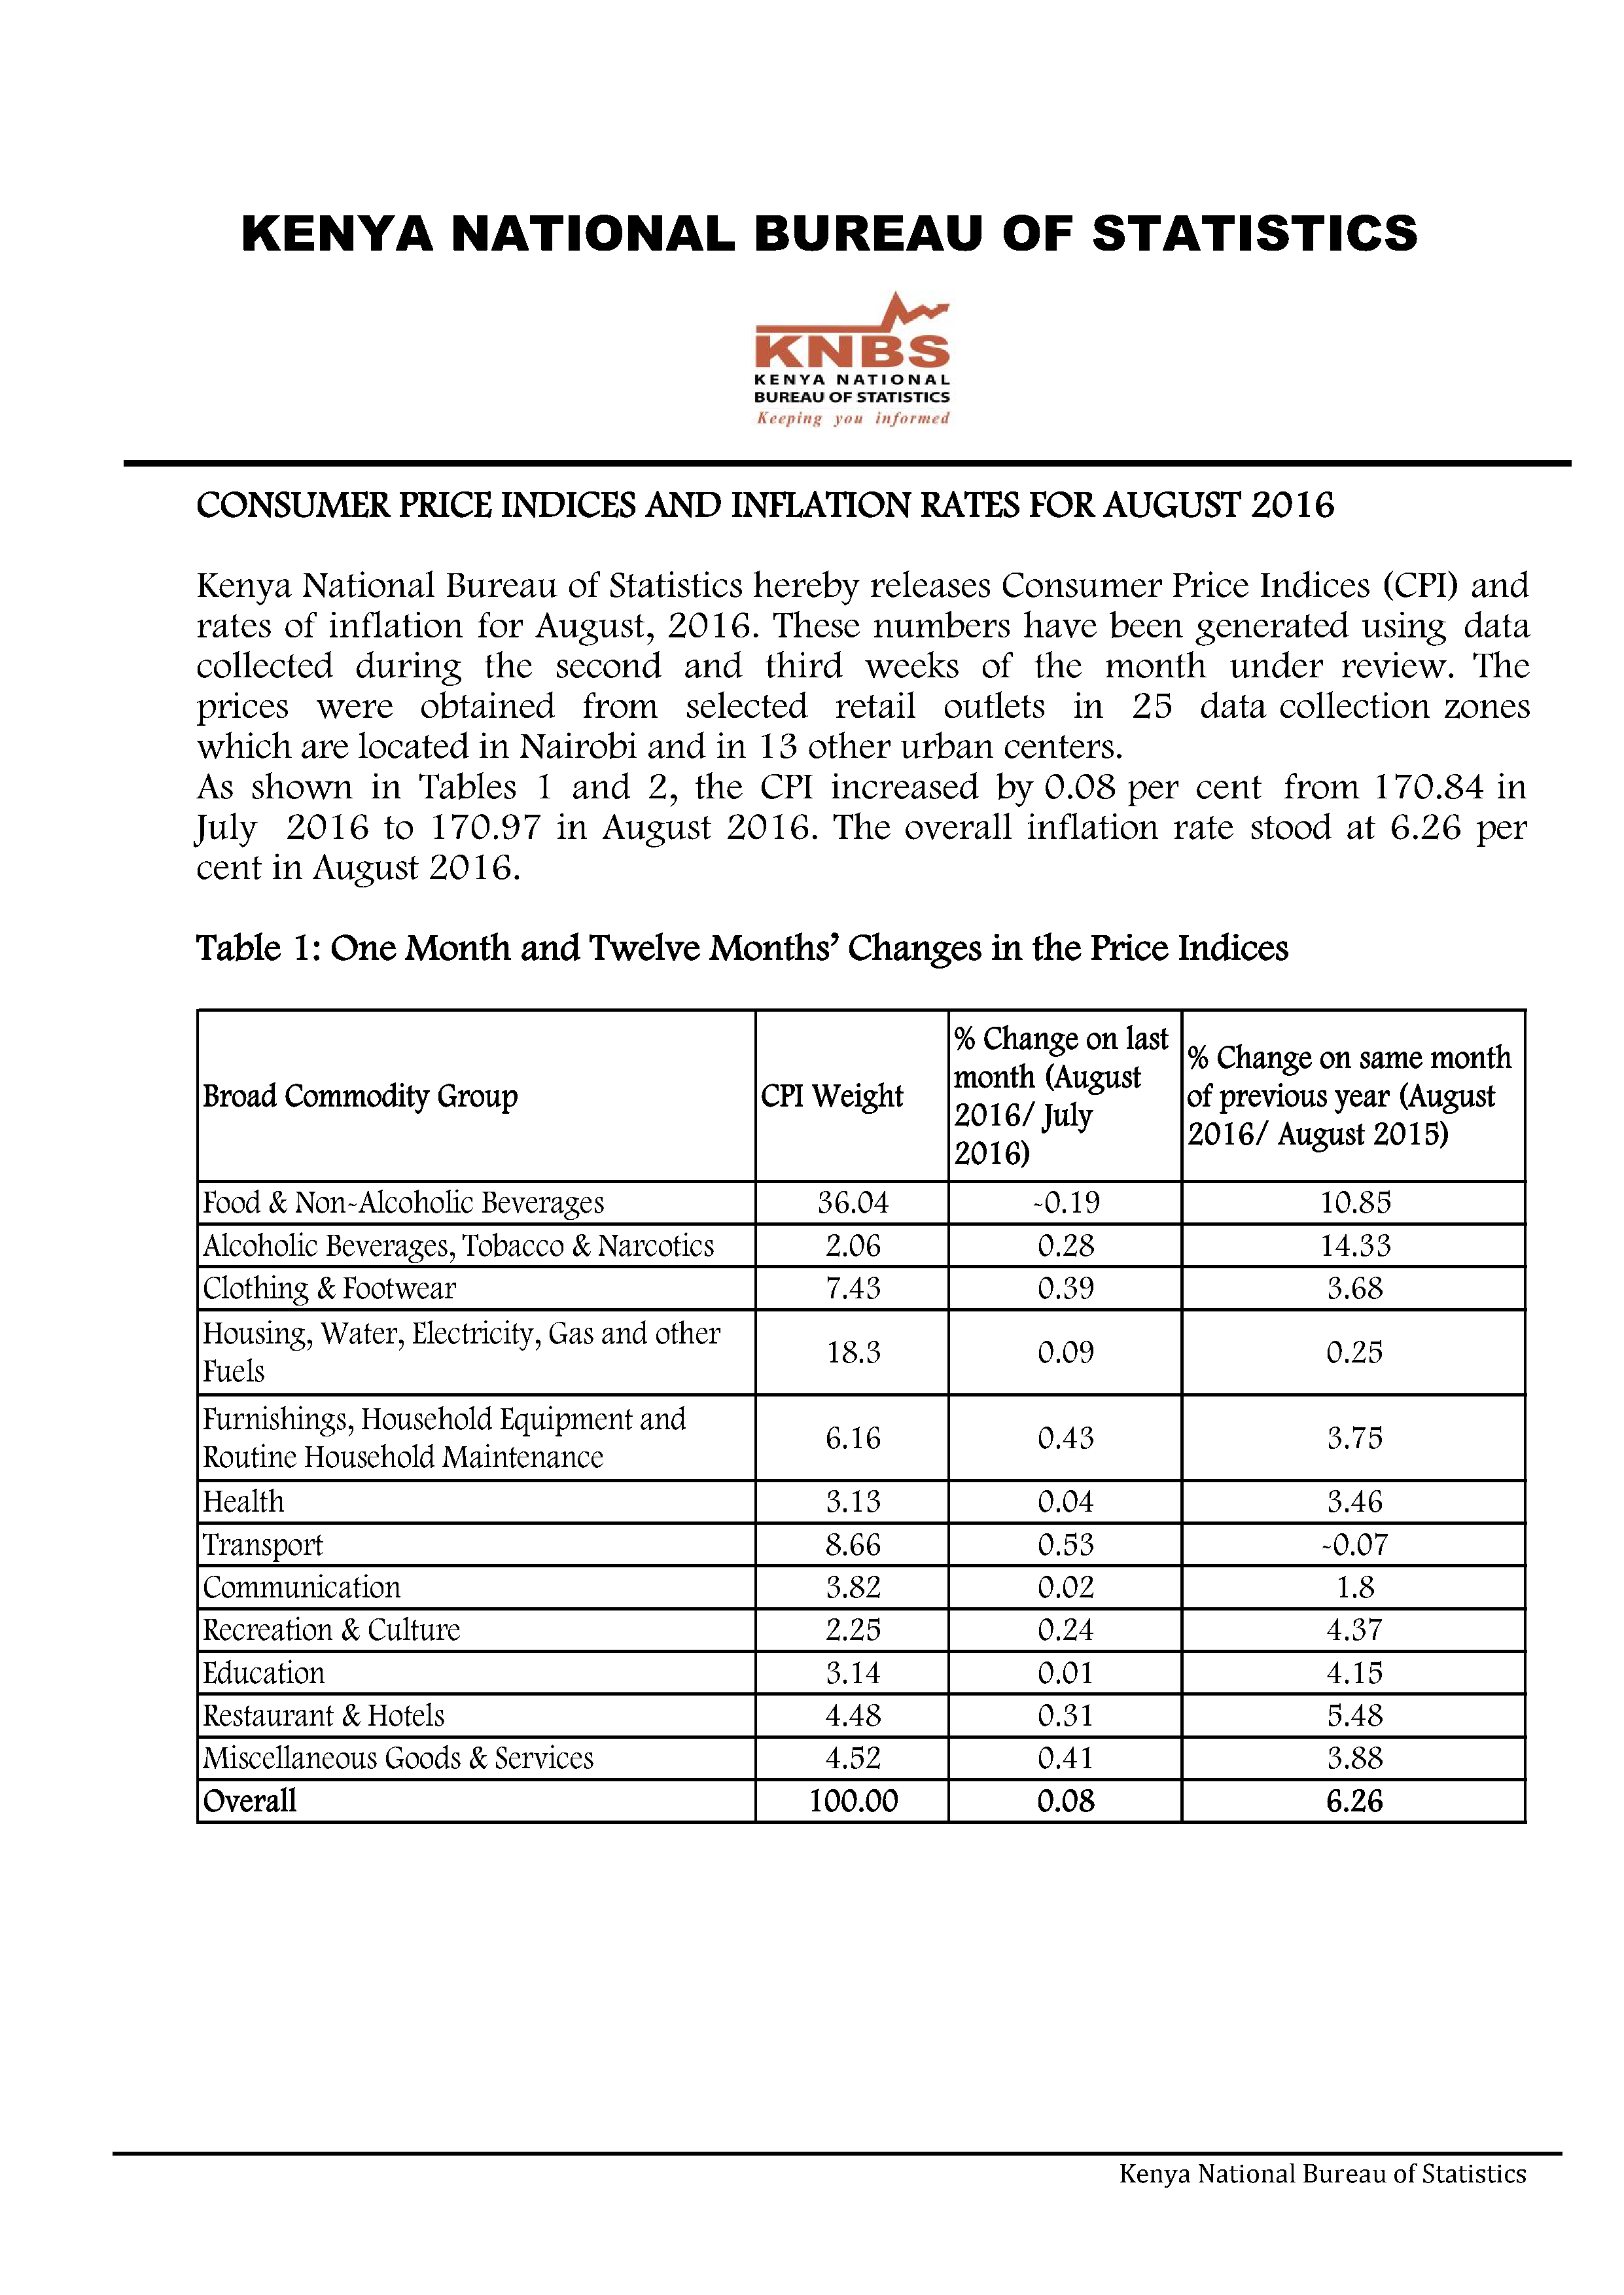 KENYA NATIONAL BUREAU OF STATISTICS
KNBS
KENYA NATIONAL
BUREAU OF STATISTICS
Keeping you informed
CONSUMER PRICE INDICES AND INFLATION RATES FOR AUGUST 2016
Kenya National Bureau of Statistics hereby releases Consumer Price Indices (CPI) and
rates of inflation for August, 2016. These numbers have been generated using data
collected during the second and third weeks of the month under review. The
prices were obtained from selected retail outlets in 25 data collection zones
which are located in Nairobi and in 13 other urban centers.
As shown in Tables 1 and 2, the CPI increased by 0.08 per cent from 170.84 in
July 2016 to 170.97 in August 2016. The overall inflation rate stood at 6.26 per
cent in August 2016.
Table 1: One Month and Twelve Months’ Changes in the Price Indices
Broad Commodity Group
CPI Weight
% Change on last
month (August
2016/ July
2016)
% Change on same month
of previous year (August
2016/ August 2015)
Food & Non-Alcoholic Beverages 36.04 -0.19 10.85
Alcoholic Beverages, Tobacco & Narcotics 2.06 0.28 14.33
Clothing & Footwear 7.43 0.39 3.68
Housing, Water, Electricity, Gas and other
Fuels
18.3 0.09 0.25
Furnishings, Household Equipment and
Routine Household Maintenance
6.16 0.43 3.75
Health 3.13 0.04 3.46
Transport 8.66 0.53 -0.07
Communication 3.82 0.02 1.8
Recreation & Culture 2.25 0.24 4.37
Education 3.14 0.01 4.15
Restaurant & Hotels 4.48 0.31 5.48
Miscellaneous Goods & Services 4.52 0.41 3.88
Overall 100.00 0.08 6.26
Kenya National Bureau of Statistics